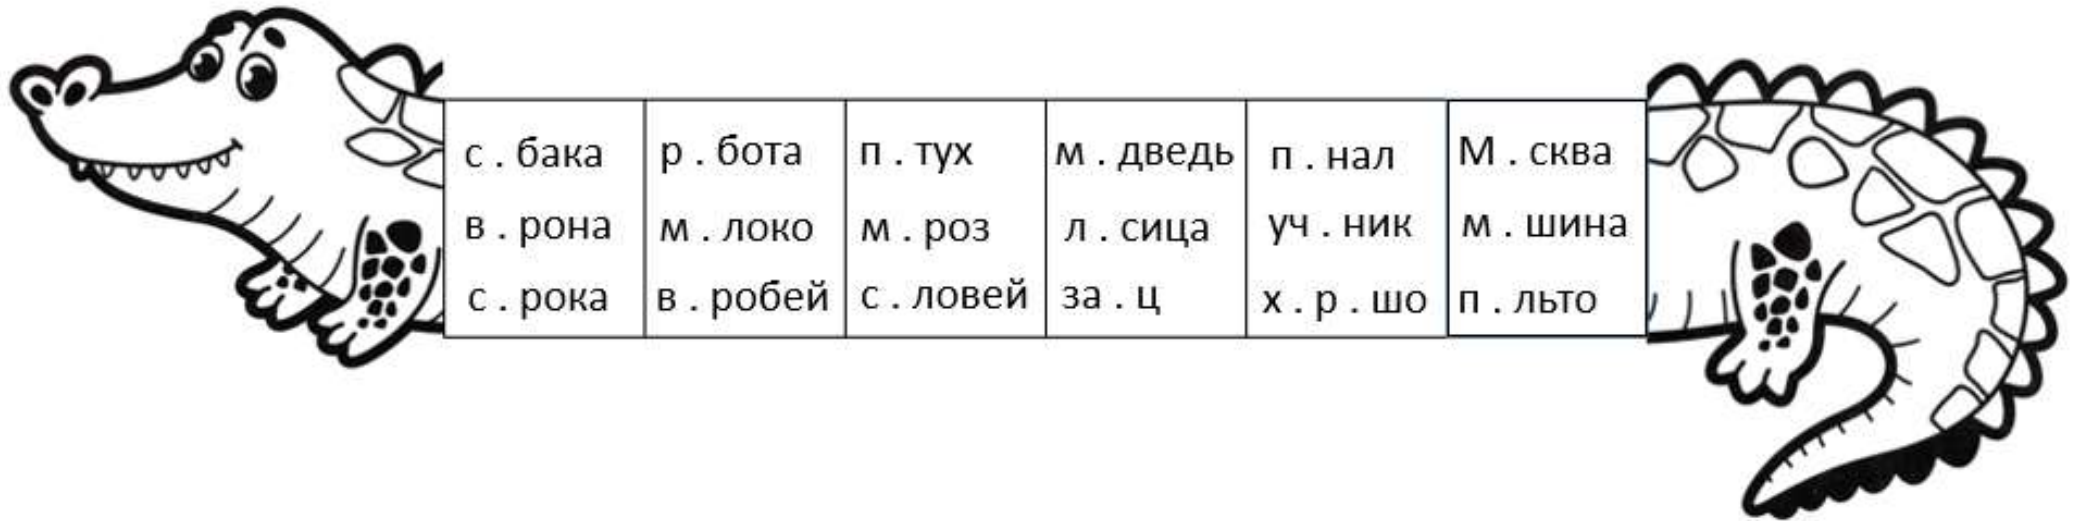 с . бака р . бота п . тух м . дведь п . нал М . сква
в . рона м . локо м . роз л . сица уч . ник м . шина
с . рока в . робей с . ловей за . ц х . р . шо п . льто